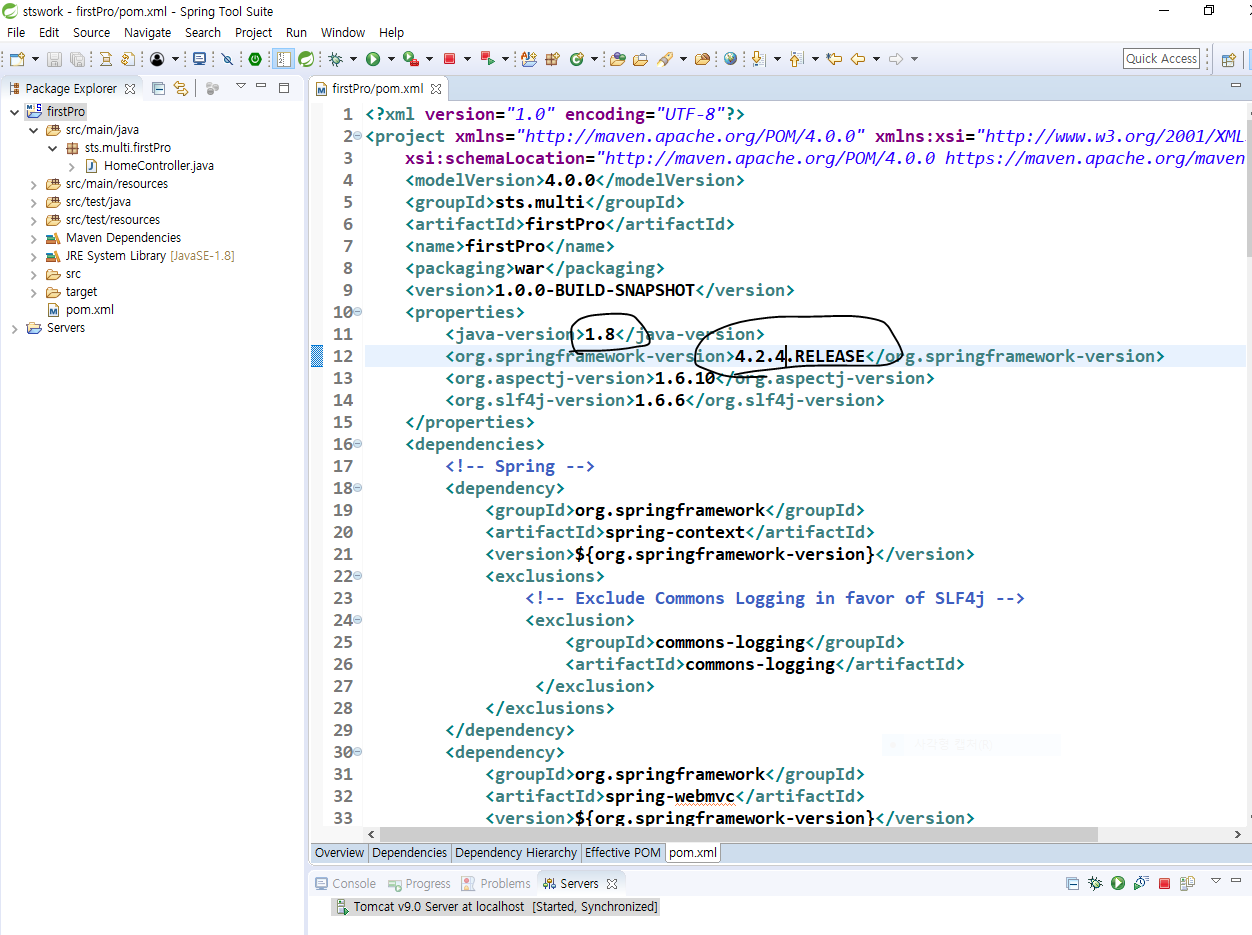 stswork - firstPro/pom.xml - Spring Tool Suite
File Edit Source Navigate Search Project Run Window Help
Quick Access
Package Explorer
firstPro
src/main/java
sts.multi.firstPro
HomeController.java
src/main/resources
src/test/java
src/test/resources
Maven Dependencies
JRE System Library [JavaSE-1.8]
src
target
pom.xml
Servers
firstPro/pom.xml
1 <?xml version="1.0" encoding="UTF-8"?>
2 <project xmlns="http://maven.apache.org/POM/4.0.0" xmlns:xsi="http://www.w3.org/2001/XML
3 xsi:schemaLocation="http://maven.apache.org/POM/4.0.0 https://maven.apache.org/maven
4 <modelVersion>4.0.0</modelVersion>
5 <groupId>sts.multi</groupId>
6 <artifactId>firstPro</artifactId>
7 <name>firstPro</name>
8 <packaging>war</packaging>
9 <version>1.0.0-BUILD-SNAPSHOT</version>
10 <properties>
11 <java-version>1.8</java-version>
12 <org.springframework-version>4.2.4.RELEASE</org.springframework-version>
13 <org.aspectj-version>1.6.10</org.aspectj-version>
14 <org.slf4j-version>1.6.6</org.slf4j-version>
15 </properties>
16 <dependencies>
17 <!-- Spring -->
18 <dependency>
19 <groupId>org.springframework</groupId>
20 <artifactId>spring-context</artifactId>
21 <version>${org.springframework-version}</version>
22 <exclusions>
23 <!-- Exclude Commons Logging in favor of SLF4j -->
24 <exclusion>
25 <groupId>commons-logging</groupId>
26 <artifactId>commons-logging</artifactId>
27 </exclusion>
28 </exclusions>
29 </dependency>
30 <dependency>
31 <groupId>org.springframework</groupId>
32 <artifactId>spring-webmvc</artifactId>
33 <version>${org.springframework-version}</version>
Overview Dependencies Dependency Hierarchy Effective POM pom.xml
Console Progress Problems Servers
Tomcat v9.0 Server at localhost [Started, Synchronized]